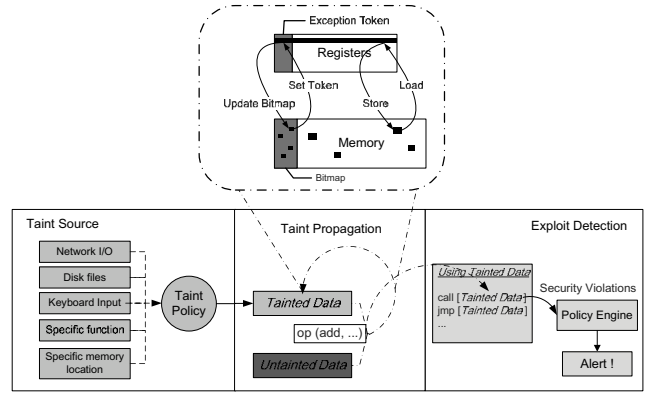 Exception Token
Registers
Set Token
Load
Update Bitmap
Store
Memory
Bitmap
Taint Source
Taint Propagation
Exploit Detection
Network I/O
Disk files
Keyboard Input
Specific function
Specific memory
location
Taint
Policy
Tainted Data
op (add, ...)
Untainted Data
Using Tainted Data
call [Tainted Data]
jmp [Tainted Data]
...
Security Violations
Policy Engine
Alert !